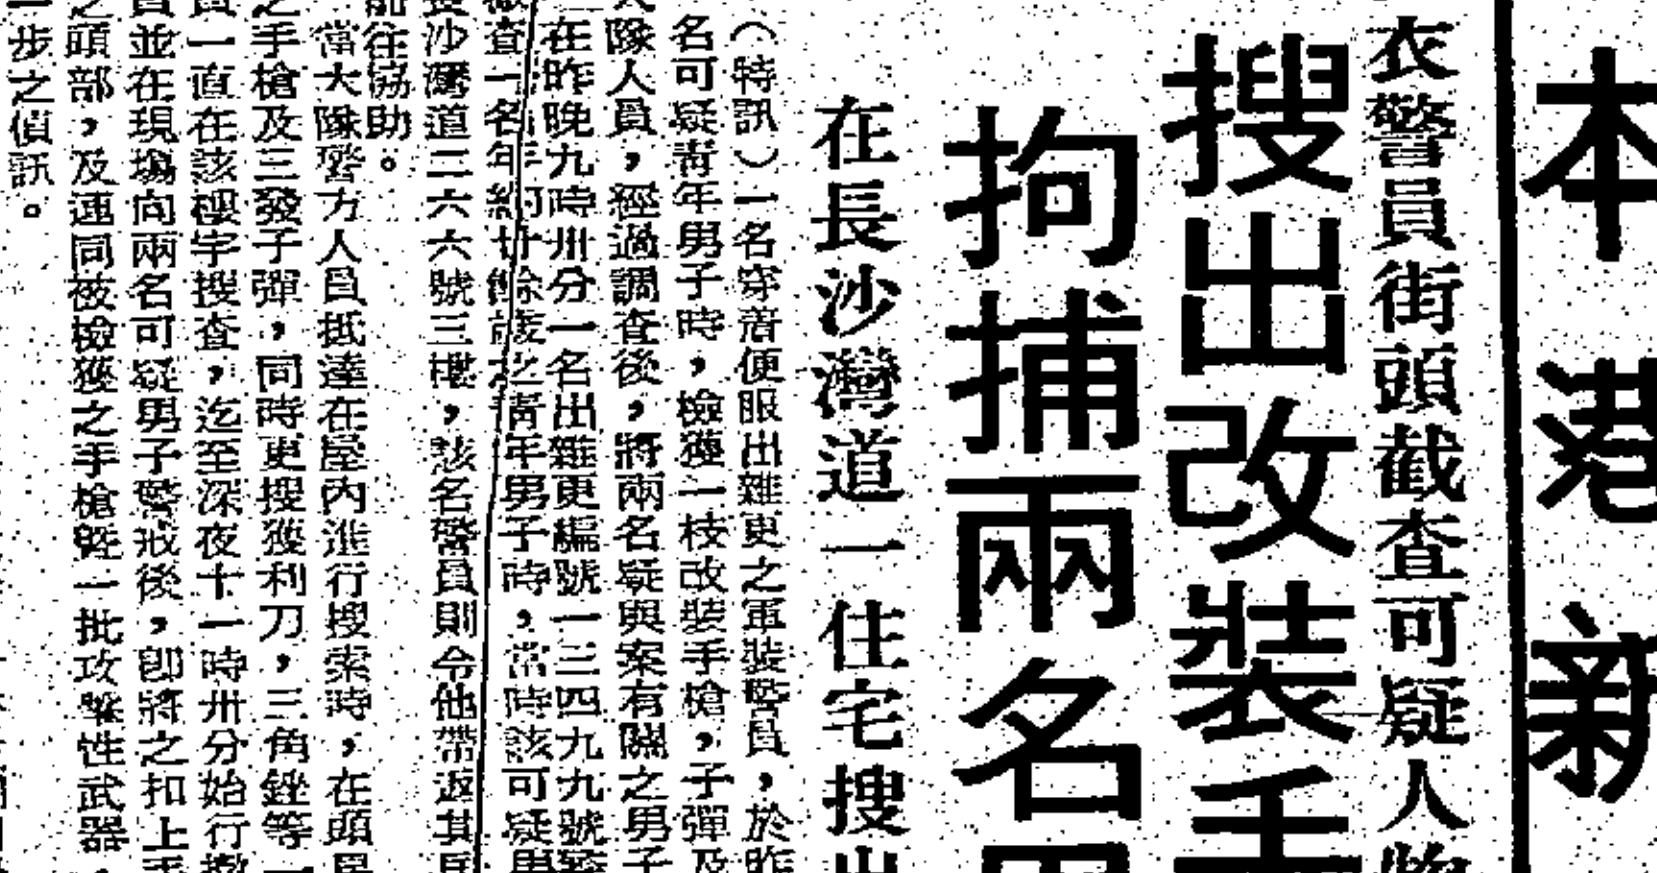 本港新
衣警員街頭截查可疑人物
搜出改裝手
拘捕兩名男
在長沙灣道一住宅搜出
（特訊）一名穿着便服出雜更之軍裝警員，於昨
名可疑青年男子時，檢獲一枝改裝手槍，子彈及
隊人員，經過調查後，將兩名疑與案有關之男子
在昨晚九時卅分一名出雜更編號一三四九九號警
查一名年約廿餘歲之青年男子時，當時該可疑男
長沙灣道二六六號三樓，該名警員則令他帶返其居
前往協助。
當大隊警方人員抵達在屋內進行搜索時，在頭房
之手槍及三發子彈，同時更搜獲利刀，三角銼等一
員一直在該樓宇搜查，迄至深夜十一時卅分始行撤
並在現場向兩名可疑男子警戒後，卽將之扣上手
之頭部，及連同被檢獲之手槍曁一批攻擊性武器
一步之偵訊。